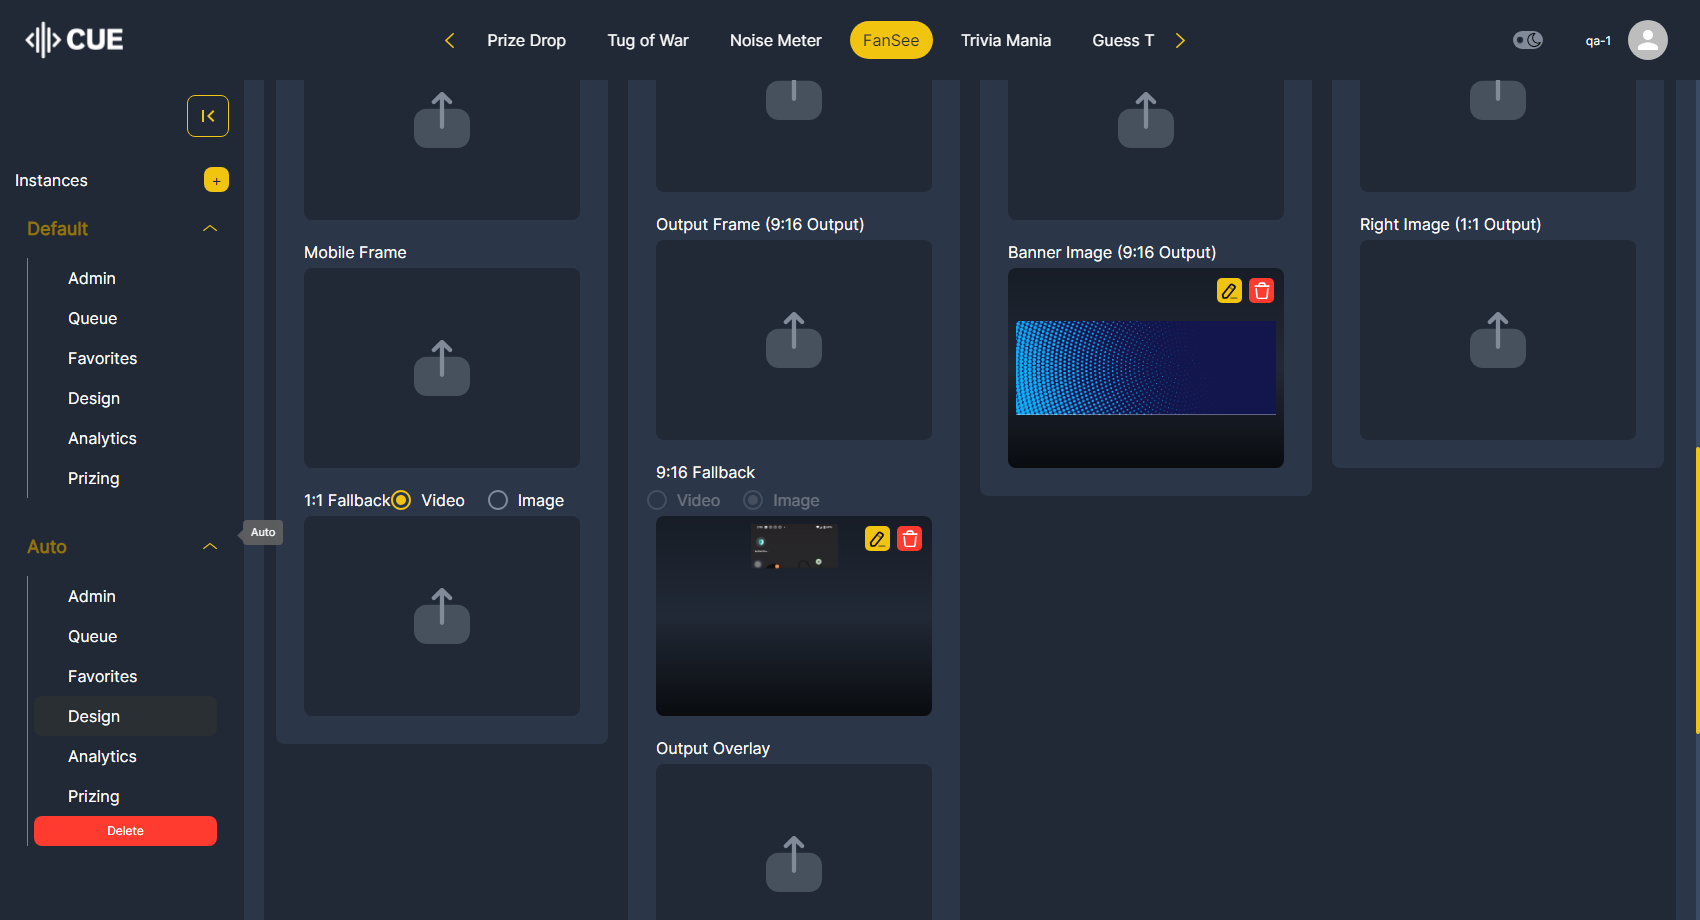 CUE
Prize Drop
Tug of War
Noise Meter
FanSee
Trivia Mania
Guess T
qa-1
Instances
+
Default
Admin
Queue
Favorites
Design
Analytics
Prizing
Auto
Auto
Admin
Queue
Favorites
Design
Analytics
Prizing
Delete
Mobile Frame
1:1 Fallback Video Image
Output Frame (9:16 Output)
9:16 Fallback
Video Image
Output Overlay
Banner Image (9:16 Output)
Right Image (1:1 Output)